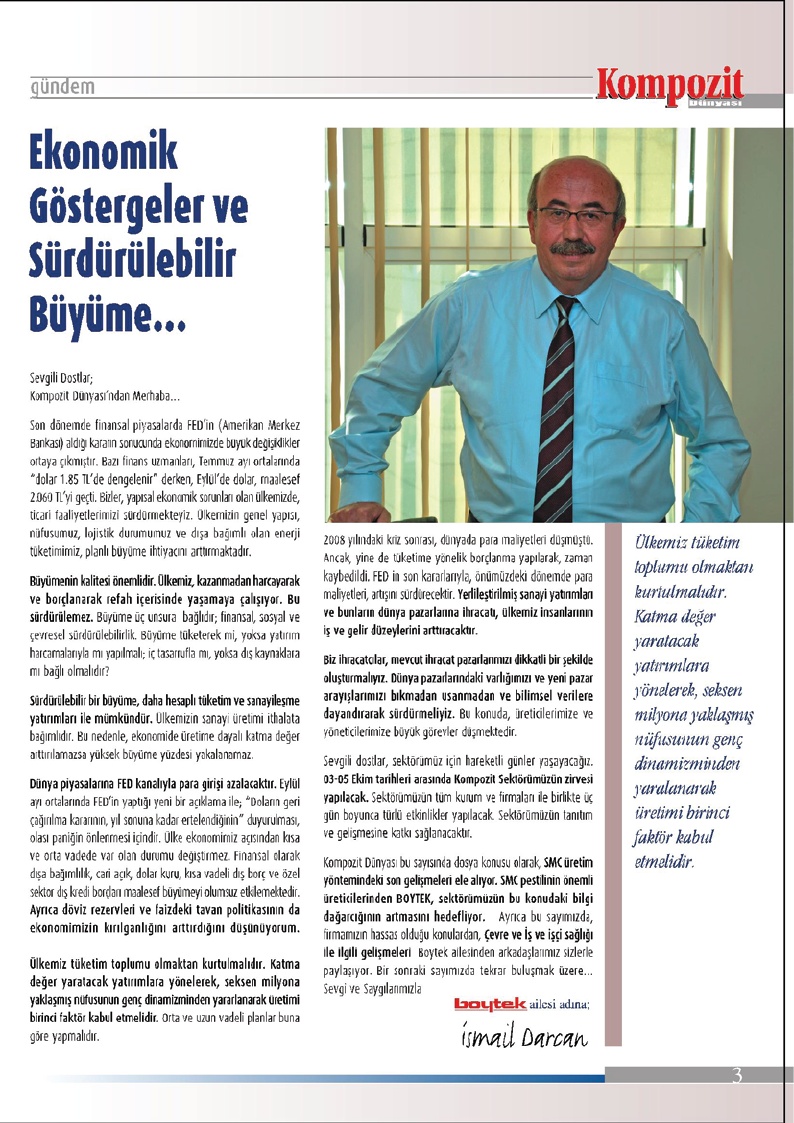 gündem
Kompozit
Dünyası
Ekonomik
Göstergeler ve
Sürdürülebilir
Büyüme...
Sevgili Dostlar;
Kompozit Dünyası'ndan Merhaba...
Son dönemde finansal piyasalarda FED'in (Amerikan Merkez
Bankası) aldığı kararın sonucunda ekonomimizde büyük değişiklikler
ortaya çıkmıştır. Bazı finans uzmanları, Temmuz ayı ortalarında
"dolar 1.85 TL'de dengelenir" derken, Eylül'de dolar, maalesef
2.060 TL'yi geçti. Bizler, yapısal ekonomik sorunları olan ülkemizde,
ticari faaliyetlerimizi sürdürmekteyiz. Ülkemizin genel yapısı,
nüfusumuz, lojistik durumumuz ve dışa bağımlı olan enerji
tüketimimiz, planlı büyüme ihtiyacını arttırmaktadır.
Büyümenin kalitesi önemlidir. Ülkemiz, kazanmadan harcayarak
ve borçlanarak refah içerisinde yaşamaya çalışıyor. Bu
sürdürülemez. Büyüme üç unsura bağlıdır; finansal, sosyal ve
çevresel sürdürülebilirlik. Büyüme tüketerek mi, yoksa yatırım
harcamalarıyla mı yapılmalı; iç tasarrufla mı, yoksa dış kaynaklara
mı bağlı olmalıdır?
Sürdürülebilir bir büyüme, daha hesaplı tüketim ve sanayileşme
yatırımları ile mümkündür. Ülkemizin sanayi üretimi ithalata
bağımlıdır. Bu nedenle, ekonomide üretime dayalı katma değer
arttırılamazsa yüksek büyüme yüzdesi yakalanamaz.
Dünya piyasalarına FED kanalıyla para girişi azalacaktır. Eylül
ayı ortalarında FED'in yaptığı yeni bir açıklama ile; "Doların geri
çağırılma kararının, yıl sonuna kadar ertelendiğinin" duyurulması,
olası paniğin önlenmesi içindir. Ülke ekonomimiz açısından kısa
ve orta vadede var olan durumu değiştirmez. Finansal olarak
dışa bağımlılık, cari açık, dolar kuru, kısa vadeli dış borç ve özel
sektör dış kredi borçları maalesef büyümeyi olumsuz etkilemektedir.
Ayrıca döviz rezervleri ve faizdeki tavan politikasının da
ekonomimizin kırılganlığını arttırdığını düşünüyorum.
Ülkemiz tüketim toplumu olmaktan kurtulmalıdır. Katma
değer yaratacak yatırımlara yönelerek, seksen milyona
yaklaşmış nüfusunun genç dinamizminden yararlanarak üretimi
birinci faktör kabul etmelidir. Orta ve uzun vadeli planlar buna
göre yapmalıdır.
2008 yılındaki kriz sonrası, dünyada para maliyetleri düşmüştü.
Ancak, yine de tüketime yönelik borçlanma yapılarak, zaman
kaybedildi. FED in son kararlarıyla, önümüzdeki dönemde para
maliyetleri, artışını sürdürecektir. Yerlileştirilmiş sanayi yatırımları
ve bunların dünya pazarlarına ihracatı, ülkemiz insanlarının
iş ve gelir düzeylerini arttıracaktır.
Biz ihracatcılar, mevcut ihracat pazarlarımızı dikkatli bir şekilde
oluşturmalıyız. Dünya pazarlarındaki varlığımızı ve yeni pazar
arayışlarımızı bıkmadan usanmadan ve bilimsel verilere
dayandırarak sürdürmeliyiz. Bu konuda, üreticilerimize ve
yöneticilerimize büyük görevler düşmektedir.
Sevgili dostlar, sektörümüz için hareketli günler yaşayacağız.
03-05 Ekim tarihleri arasında Kompozit Sektörümüzün zirvesi
yapılacak. Sektörümüzün tüm kurum ve firmaları ile birlikte üç
gün boyunca türlü etkinlikler yapılacak. Sektörümüzün tanıtım
ve gelişmesine katkı sağlanacaktır.
Kompozit Dünyası bu sayısında dosya konusu olarak, SMC üretim
yöntemindeki son gelişmeleri ele alıyor. SMC pestilinin önemli
üreticilerinden BOYTEK, sektörümüzün bu konudaki bilgi
dağarcığının artmasını hedefliyor. Ayrıca bu sayımızda,
firmamızın hassas olduğu konulardan, Çevre ve İş ve işçi sağlığı
ile ilgili gelişmeleri Boytek ailesinden arkadaşlarımız sizlerle
paylaşıyor. Bir sonraki sayımızda tekrar buluşmak üzere...
Sevgi ve Saygılarımızla
boytek ailesi adına;
ismail Darcan
Ülkemiz tüketim
toplumu olmaktan
kurtulmalıdır.
Katma değer
yaratacak
yatırımlara
yönelerek, seksen
milyona yaklaşmış
nüfusunun genç
dinamizminden
yaralanarak
üretimi birinci
faktör kabul
etmelidir.
3